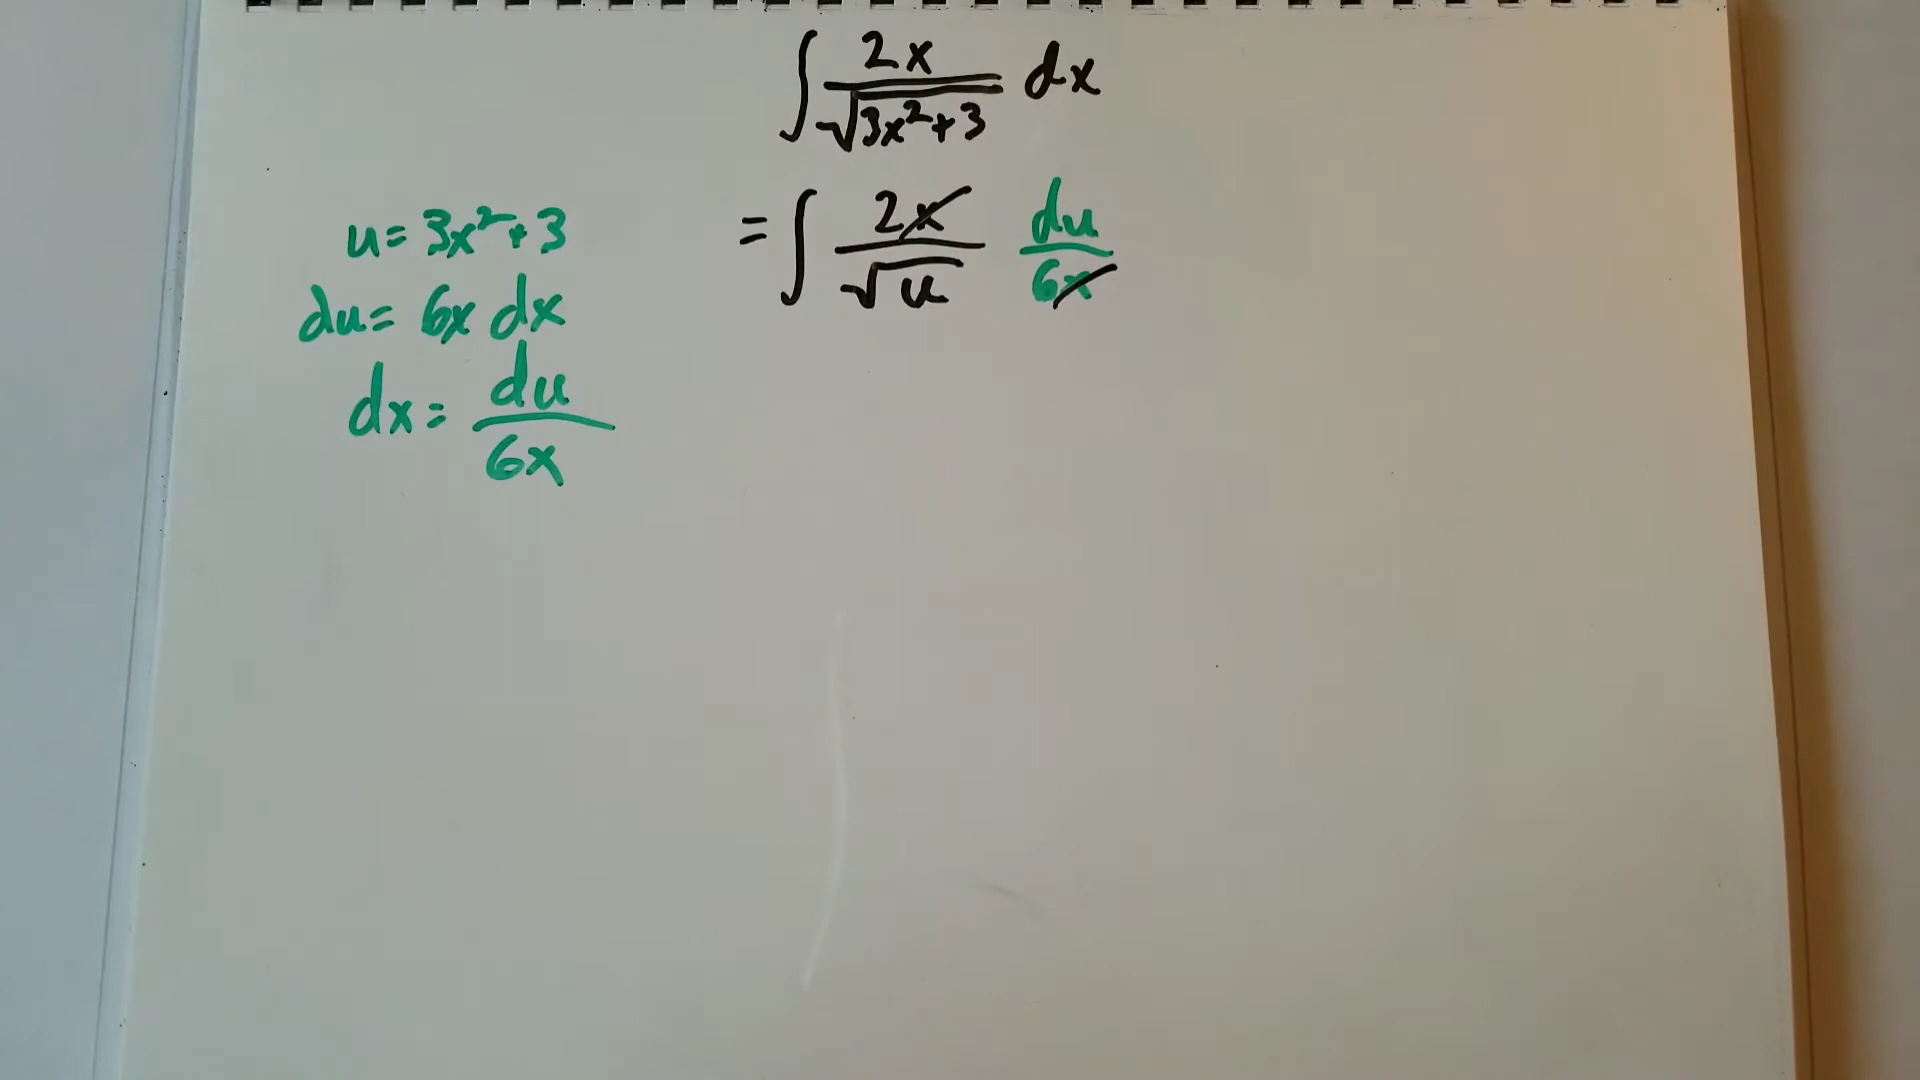 ∫ 2x / √(3x²+3) dx
u = 3x²+3
= ∫ 2x / √u du / 6x
du = 6x dx
dx = du / 6x